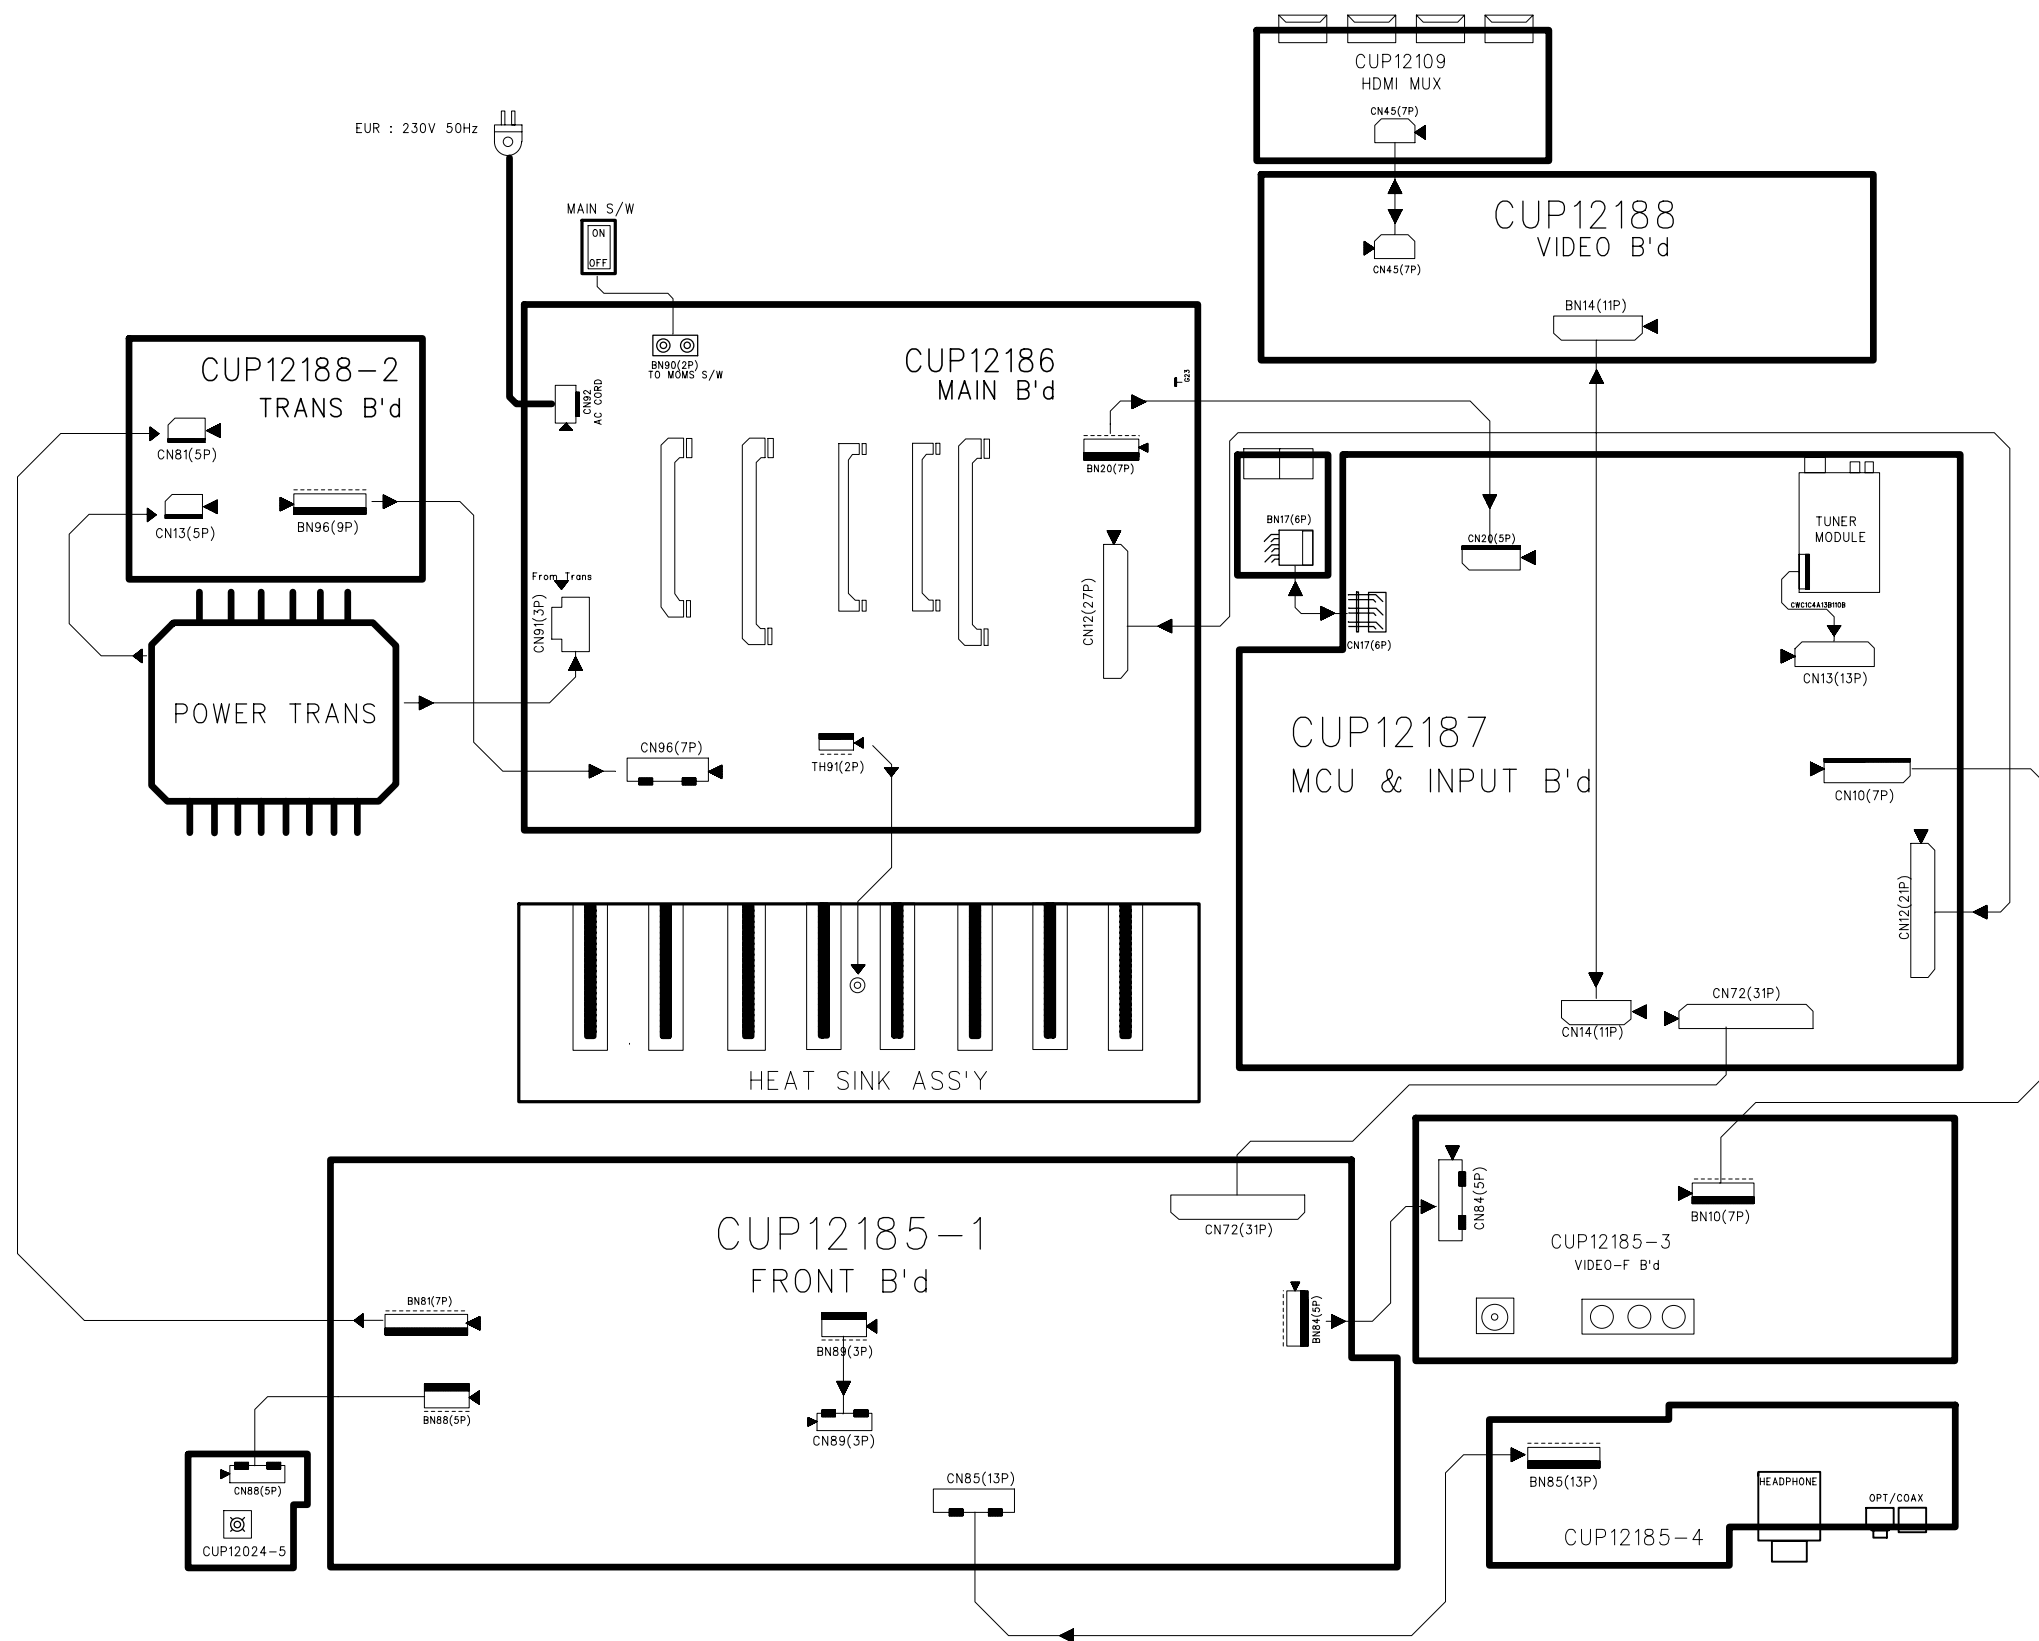 CUP12109
HDMI MUX
CN45(7P)
EUR : 230V 50Hz
MAIN S/W
ON
OFF
CUP12188
VIDEO B'd
CN45(7P)
BN14(11P)
CUP12188-2
TRANS B'd
CN81(5P)
CN13(5P)
BN96(9P)
BN90(2P)
TO MOMS S/W
CN92
AC CORD
CUP12186
MAIN B'd
G23
BN20(7P)
From Trans
CN91(3P)
CN12(27P)
CN96(7P)
TH91(2P)
POWER TRANS
BN17(6P)
CN17(6P)
CN20(5P)
TUNER
MODULE
CWC1C4A13B110B
CN13(13P)
CUP12187
MCU & INPUT B'd
CN10(7P)
CN12(21P)
CN14(11P)
CN72(31P)
HEAT SINK ASS'Y
CN72(31P)
CUP12185-1
FRONT B'd
BN81(7P)
BN89(3P)
BN84(5P)
BN88(5P)
CN89(3P)
CN85(13P)
CN84(5P)
BN10(7P)
CUP12185-3
VIDEO-F B'd
CN88(5P)
CUP12024-5
BN85(13P)
HEADPHONE
OPT/COAX
CUP12185-4